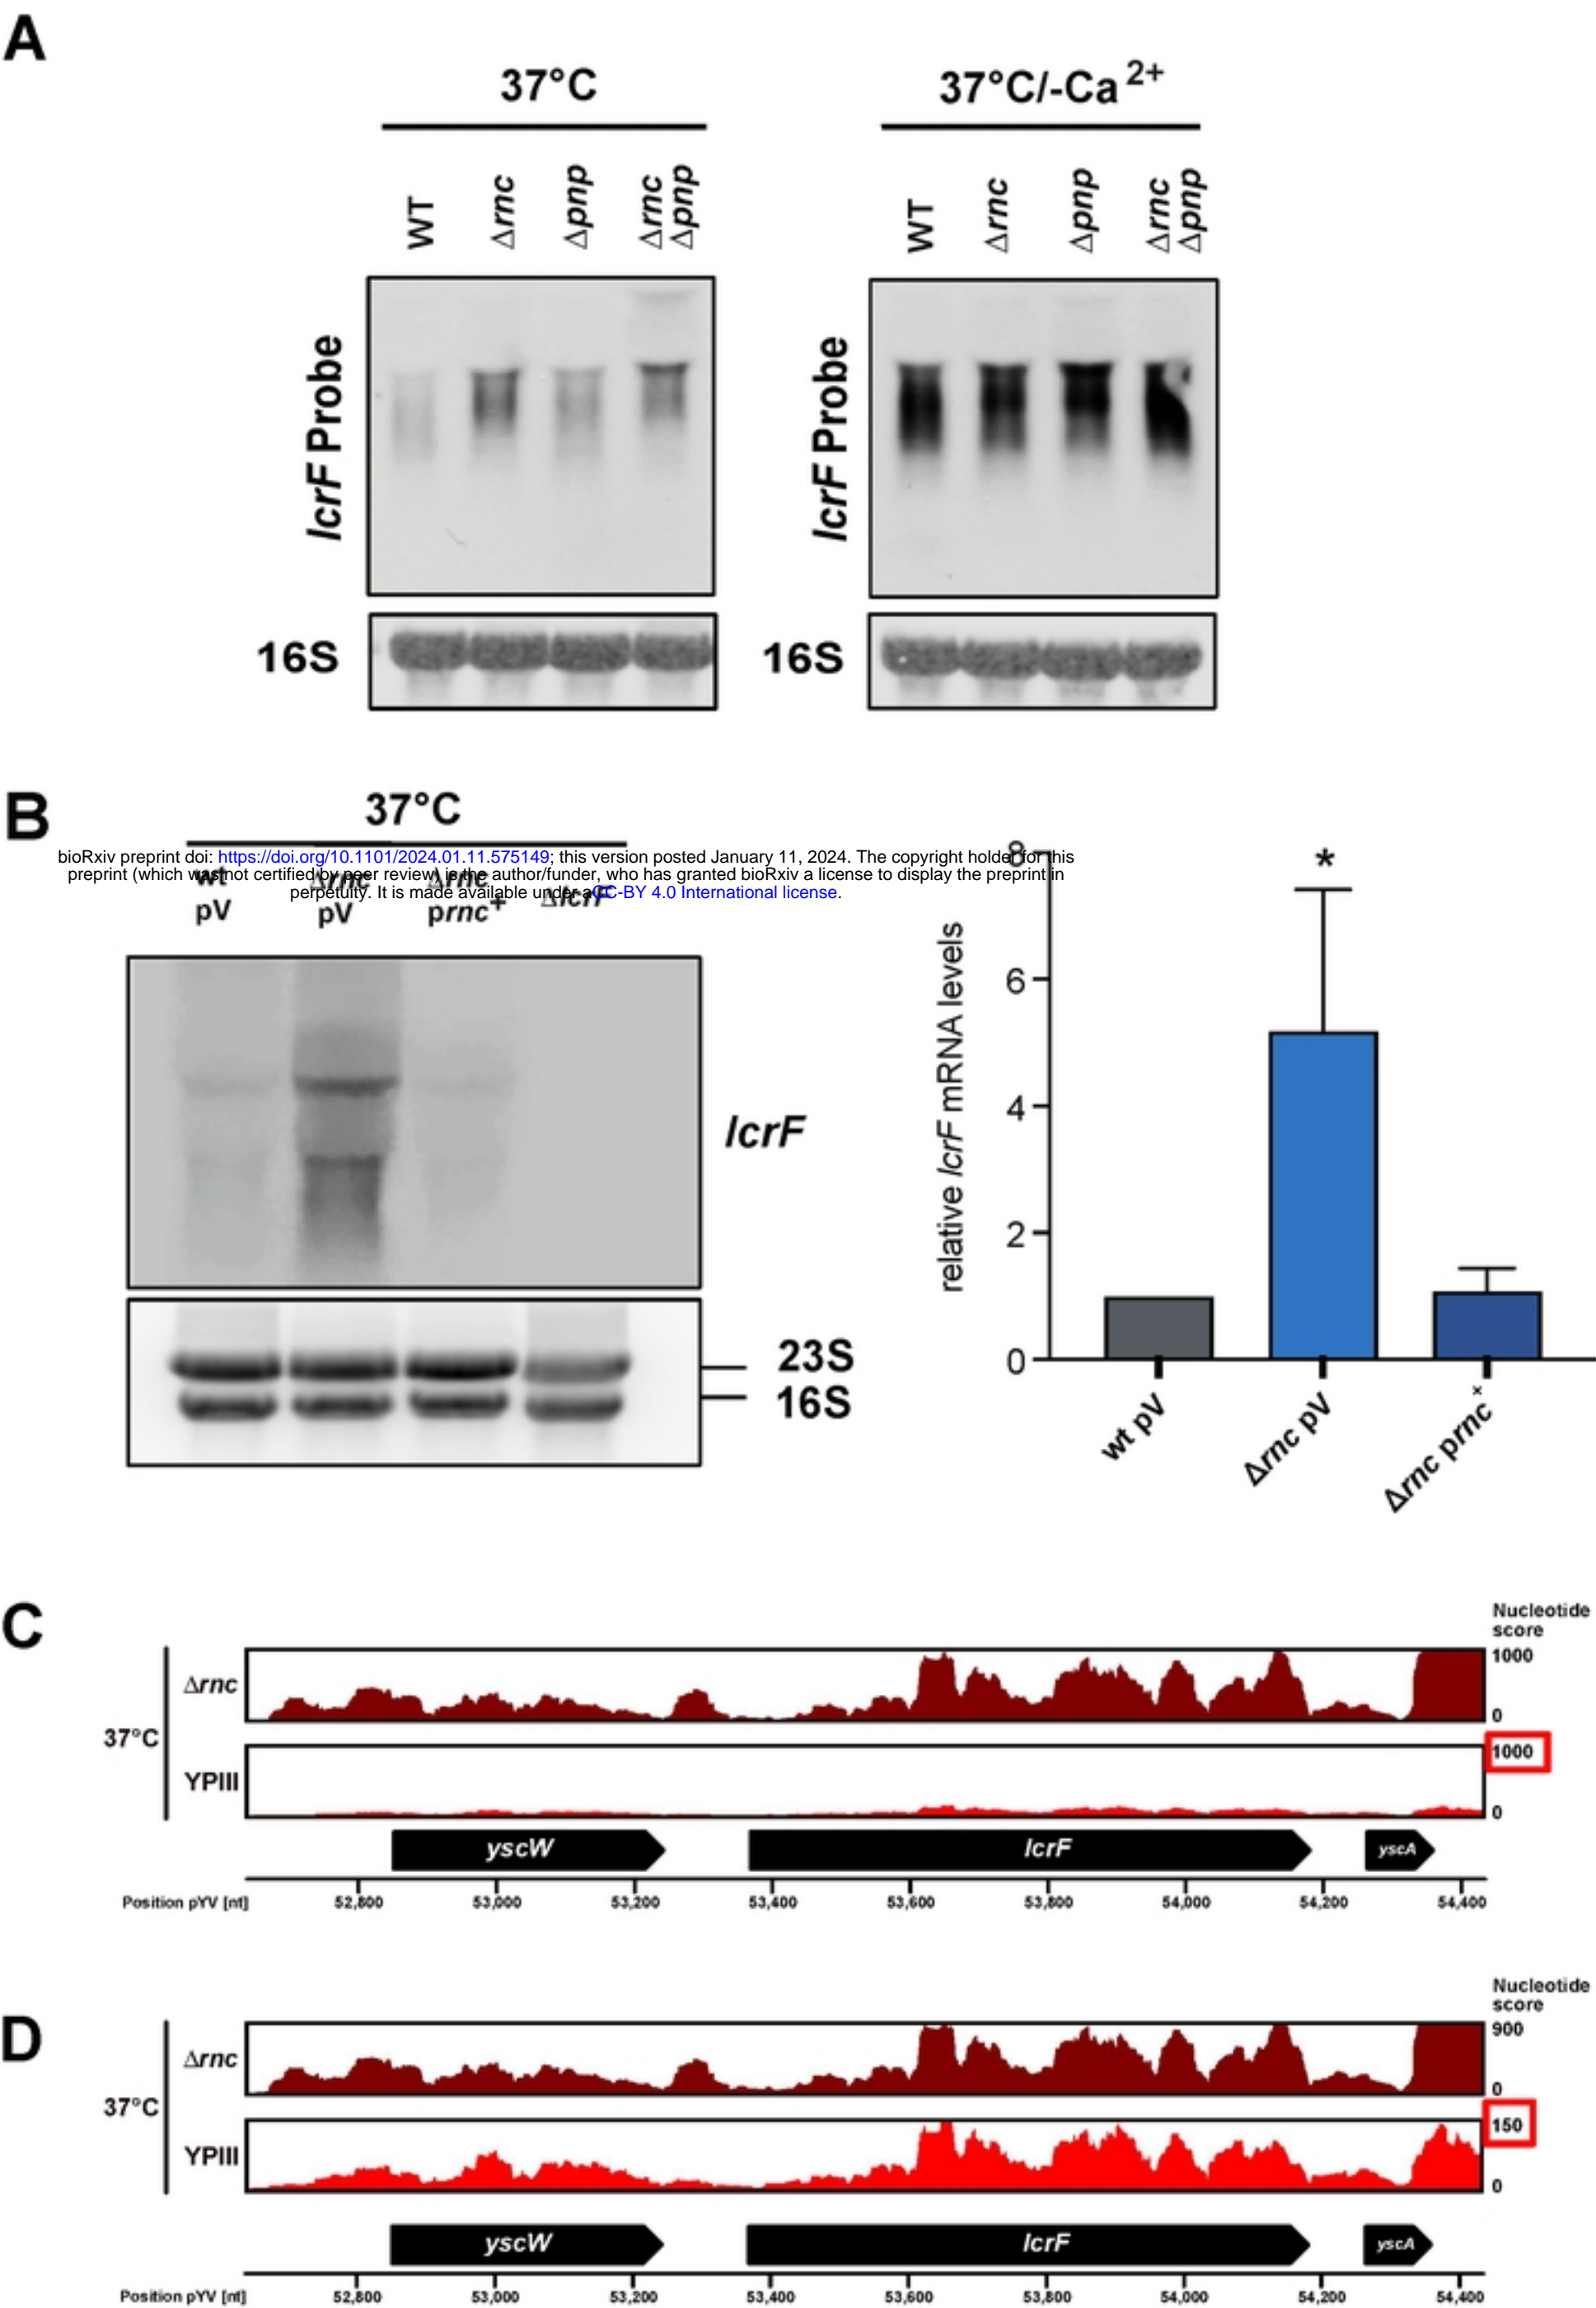 A
37°C
37°C/-Ca2+
WT
Δrnc
Δpnp
Δrnc
Δpnp
WT
Δrnc
Δpnp
Δrnc
Δpnp
lcrF Probe
lcrF Probe
16S
16S
B
37°C
bioRxiv preprint doi: https://doi.org/10.1101/2024.01.11.575149; this version posted January 11, 2024. The copyright holder for this
preprint (which was not certified by peer review) is the author/funder, who has granted bioRxiv a license to display the preprint in
perpetuity. It is made available under aCC-BY 4.0 International license.
wt
pV
Δrnc
pV
Δrnc
prnc+
ΔlcrF
lcrF
23S
16S
relative lcrF mRNA levels
8
6
4
2
0
*
wt pV
Δrnc pV
Δrnc prnc
C
Nucleotide
score
37°C
Δrnc
1000
0
YPIII
1000
0
yscW
lcrF
yscA
Position pYV [nt]
52,800
53,000
53,200
53,400
53,600
53,800
54,000
54,200
54,400
D
Nucleotide
score
37°C
Δrnc
900
0
YPIII
150
0
yscW
lcrF
yscA
Position pYV [nt]
52,800
53,000
53,200
53,400
53,600
53,800
54,000
54,200
54,400